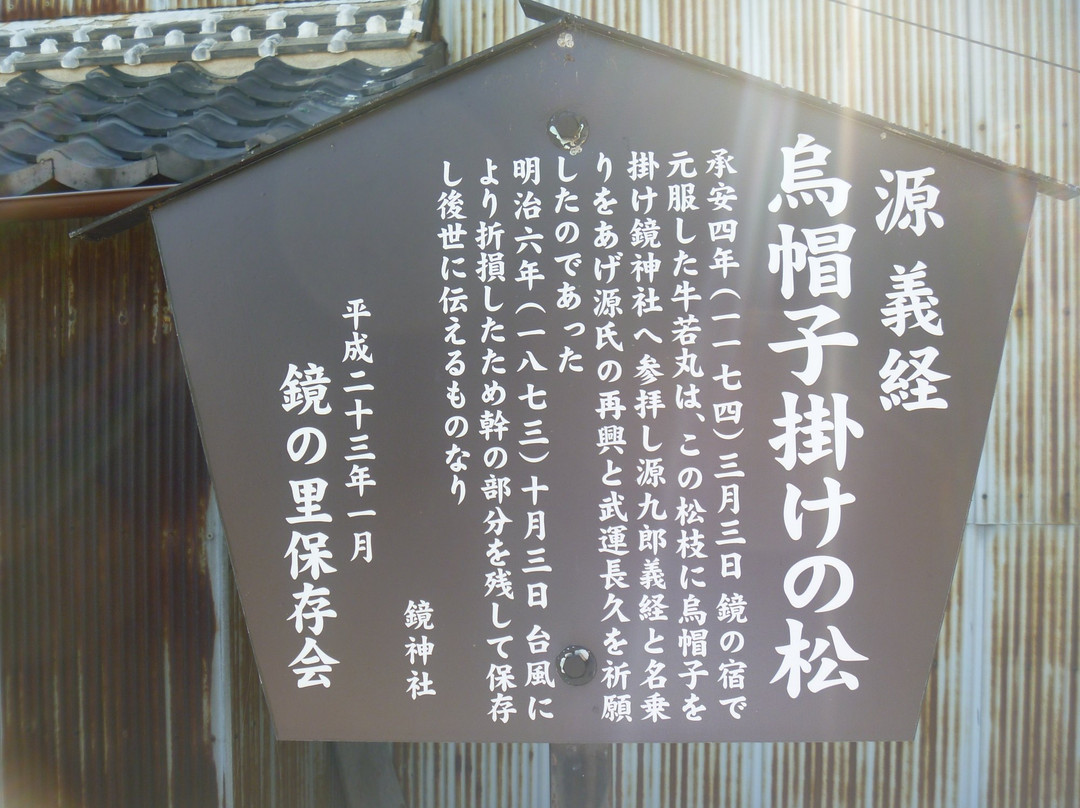 源 義経
烏帽子掛けの松
承安四年(一一七四)三月三日 鏡の宿で
元服した牛若丸は、この松枝に烏帽子を
掛け鏡神社へ参拝し源九郎義経と名乗
りをあげ源氏の再興と武運長久を祈願
したのであった
明治六年(一八七三)十月三日 台風に
より折損したため幹の部分を残して保存
し後世に伝えるものなり
鏡神社
平成二十三年一月
鏡の里保存会